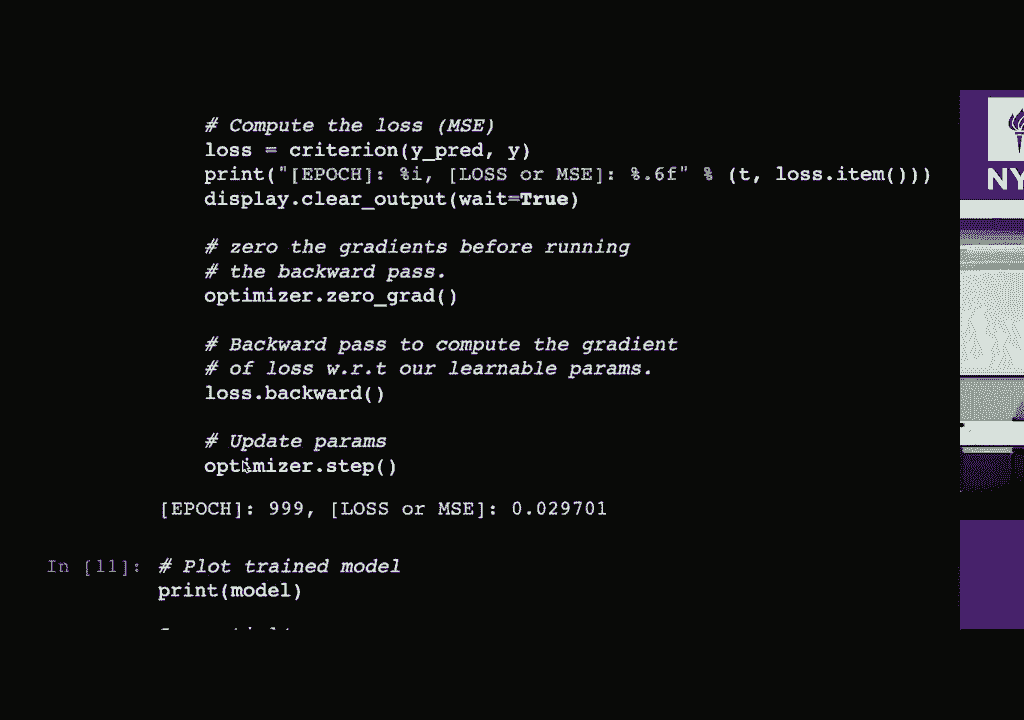 # Compute the loss (MSE)
loss = criterion(y_pred, y)
print("[EPOCH]: %i, [LOSS or MSE]: %.6f" % (t, loss.item()))
display.clear_output(wait=True)
# zero the gradients before running
# the backward pass.
optimizer.zero_grad()
# Backward pass to compute the gradient
# of loss w.r.t our learnable params.
loss.backward()
# Update params
optimizer.step()
[EPOCH]: 999, [LOSS or MSE]: 0.029701
In [11]: # Plot trained model
print(model)
NY